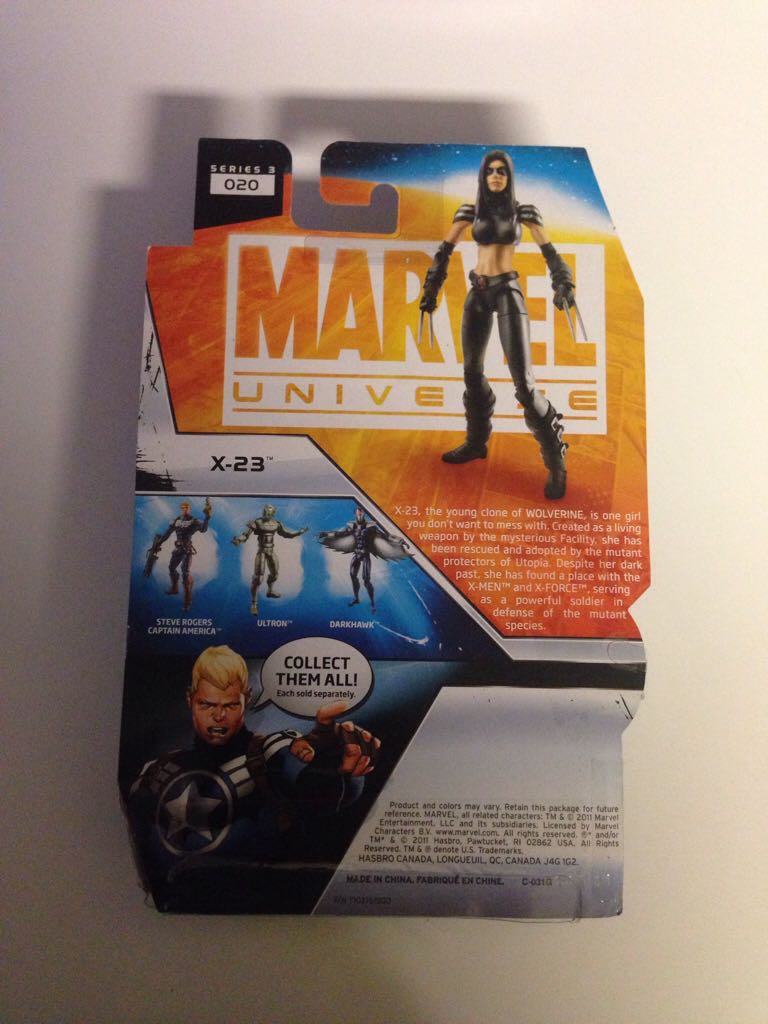 SERIES 3
020
MARVEL
UNIVERSE
X-23™
X-23, the young clone of WOLVERINE, is one girl
you don't want to mess with. Created as a living
weapon by the mysterious Facility, she has
been rescued and adopted by the mutant
protectors of Utopia. Despite her dark
past, she has found a place with the
X-MEN™ and X-FORCE™, serving
as a powerful soldier in
defense of the mutant
species.
STEVE ROGERS
CAPTAIN AMERICA™
ULTRON™
DARKHAWK™
COLLECT
THEM ALL!
Each sold separately.
Product and colors may vary. Retain this package for future
reference. MARVEL, all related characters: TM & © 2011 Marvel
Entertainment, LLC and its subsidiaries. Licensed by Marvel
Characters B.V. www.marvel.com. All rights reserved. ®* and/or
TM* & © 2011 Hasbro, Pawtucket, RI 02862 USA. All Rights
Reserved. TM & ® denote U.S. Trademarks.
HASBRO CANADA, LONGUEUIL, QC, CANADA J4G 1G2.
MADE IN CHINA. FABRIQUÉ EN CHINE. C-031G
P/N